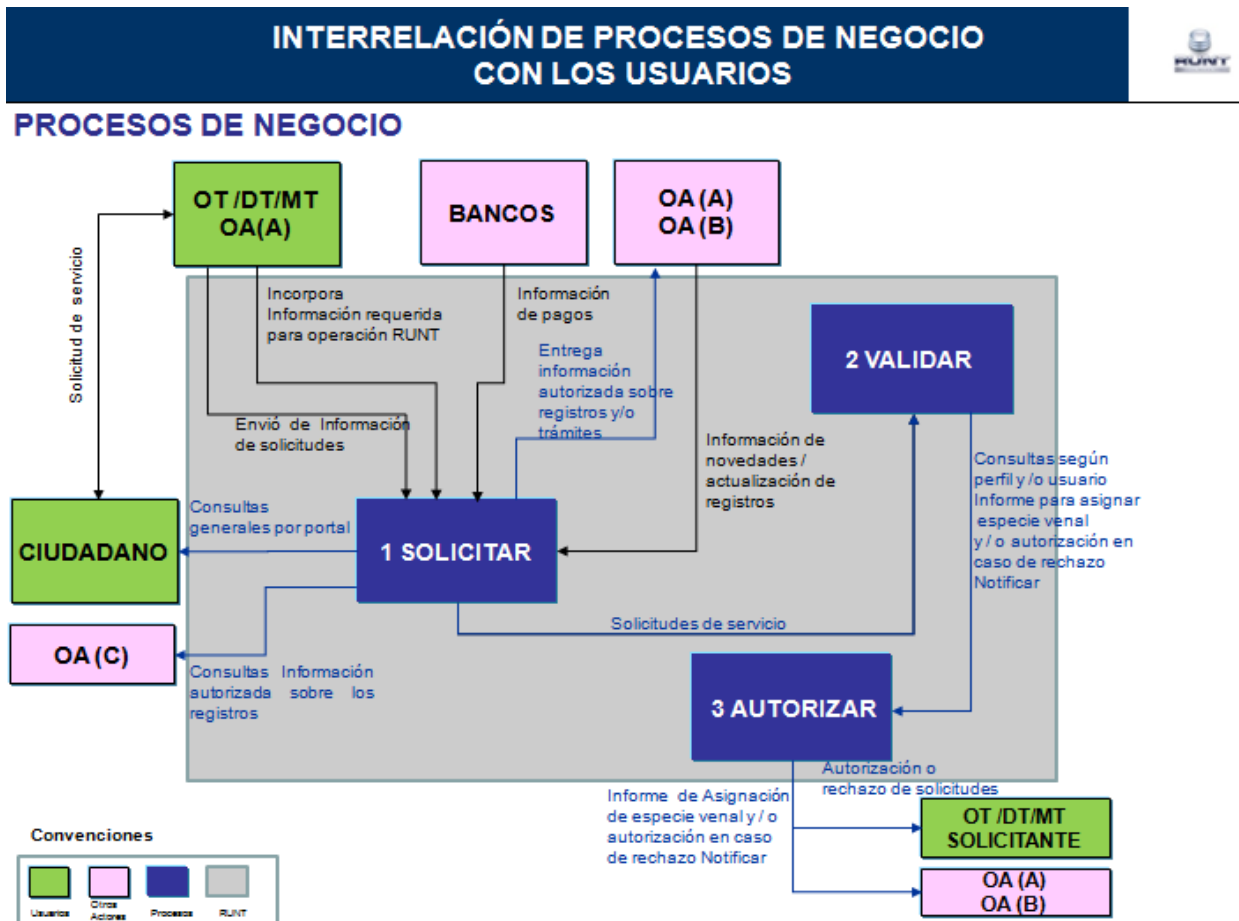 INTERRELACIÓN DE PROCESOS DE NEGOCIO
CON LOS USUARIOS
RUNT
PROCESOS DE NEGOCIO
OT /DT/MT
OA(A)
BANCOS
OA (A)
OA (B)
Solicitud de servicio
Incorpora
Información requerida
para operación RUNT
Información
de pagos
Entrega
información
autorizada sobre
registros y/o
trámites
2 VALIDAR
Envió de Información
de solicitudes
Información de
novedades /
actualización de
registros
Consultas según
perfil y /o usuario
Informe para asignar
especie venal
y / o autorización en
caso de rechazo
Notificar
Consultas
generales por portal
CIUDADANO
1 SOLICITAR
Solicitudes de servicio
OA (C)
Consultas Información
autorizada sobre los
registros
3 AUTORIZAR
Autorización o
rechazo de solicitudes
Informe de Asignación
de especie venal y / o
autorización en caso
de rechazo Notificar
OT /DT/MT
SOLICITANTE
OA (A)
OA (B)
Convenciones
Usuarios
Otros
Actores
Procesos
RUNT